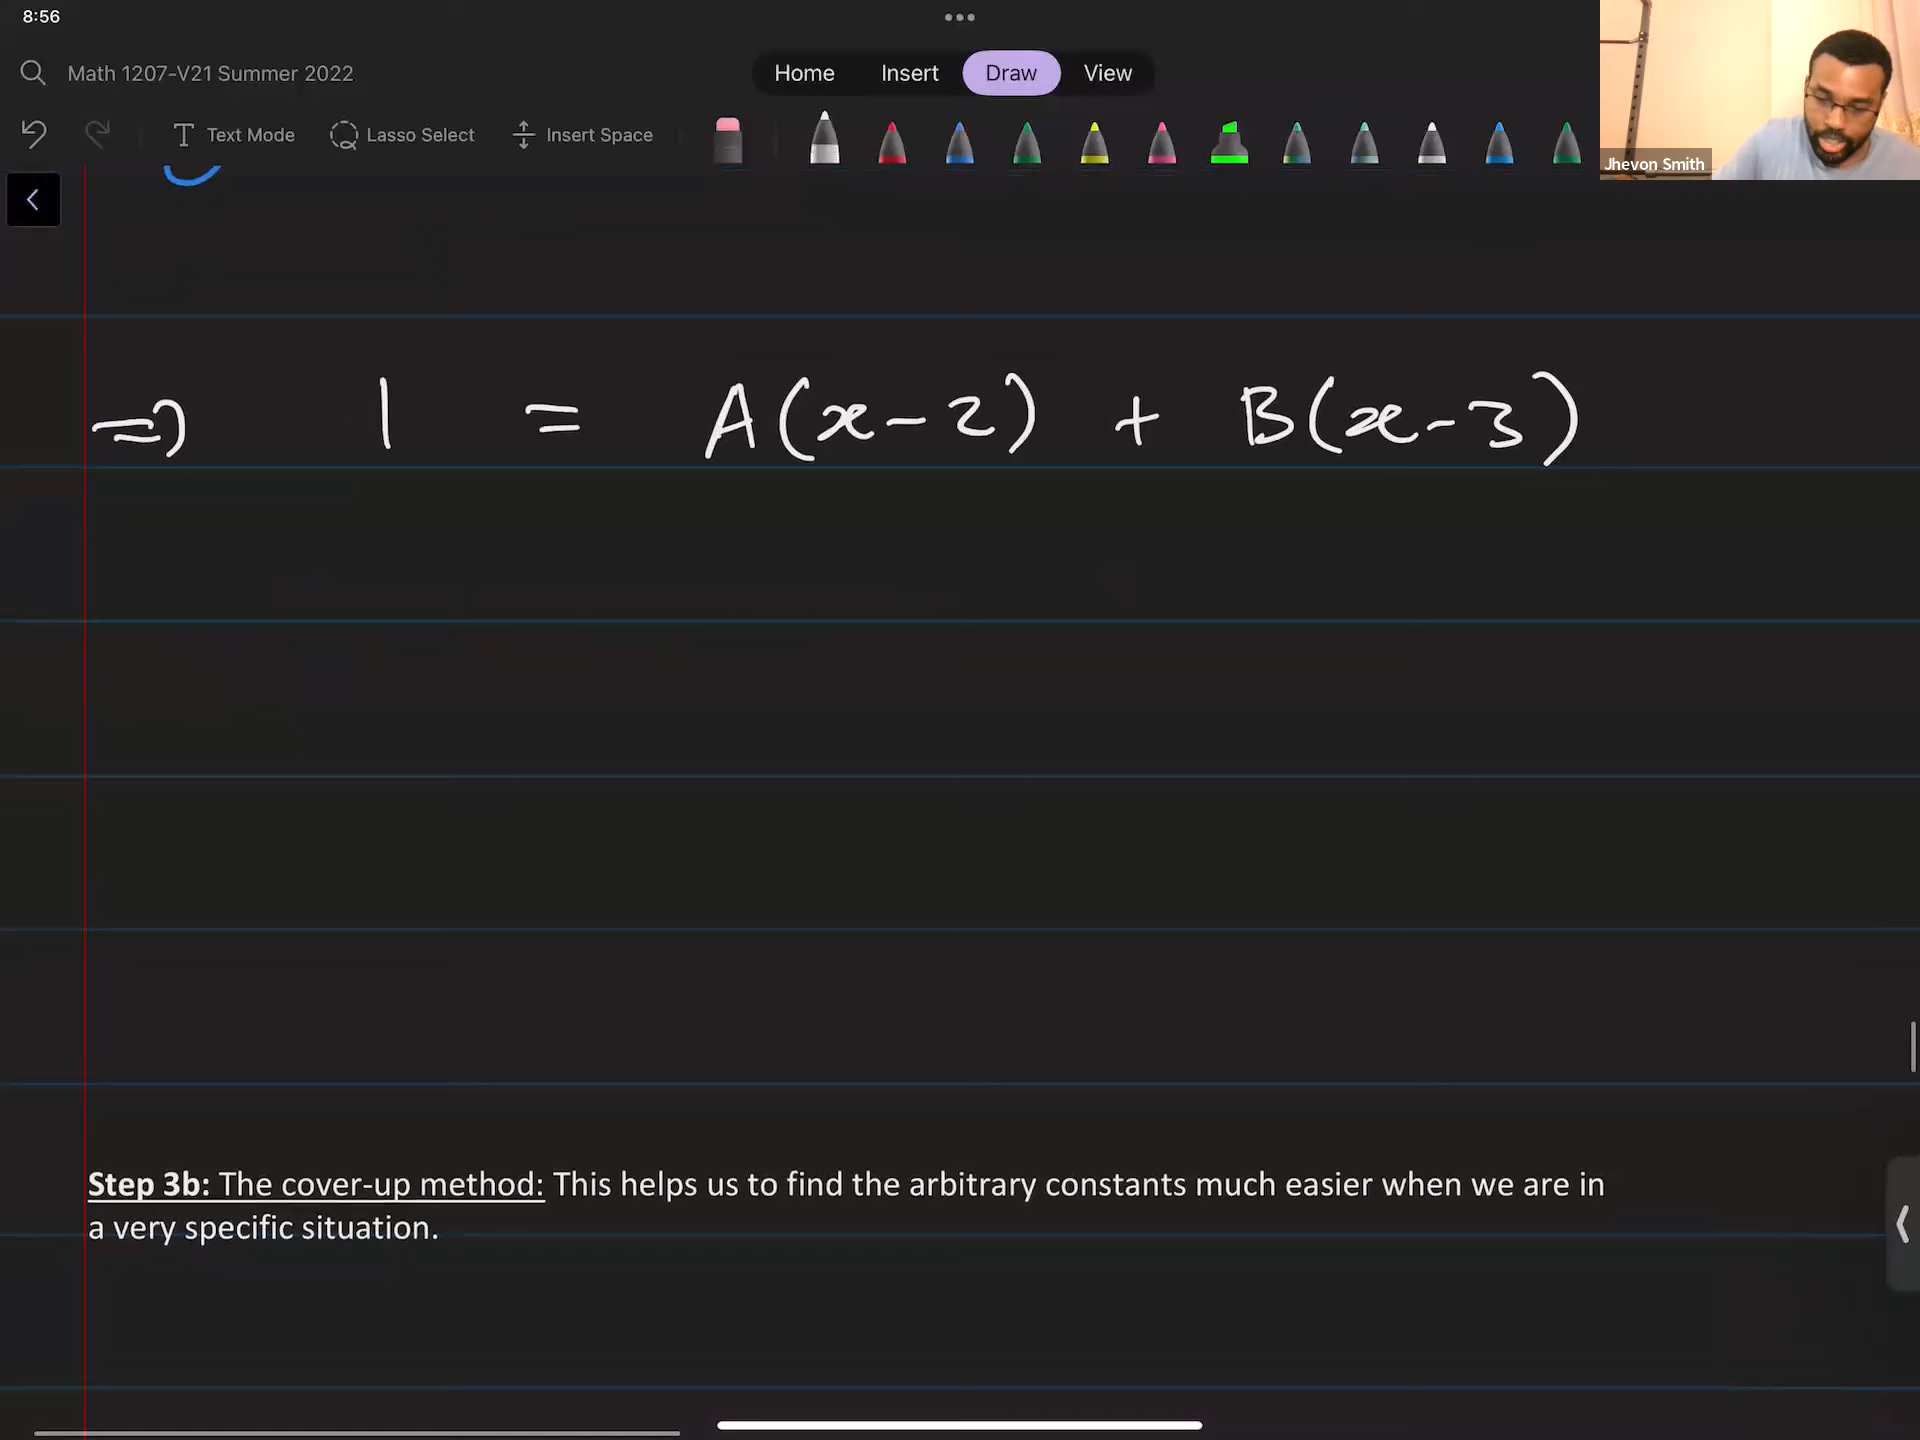 8:56
Math 1207-V21 Summer 2022
Home Insert Draw View
Text Mode Lasso Select Insert Space
Jhevon Smith
⇒ 1 = A(x-2) + B(x-3)
Step 3b: The cover-up method: This helps us to find the arbitrary constants much easier when we are in
a very specific situation.